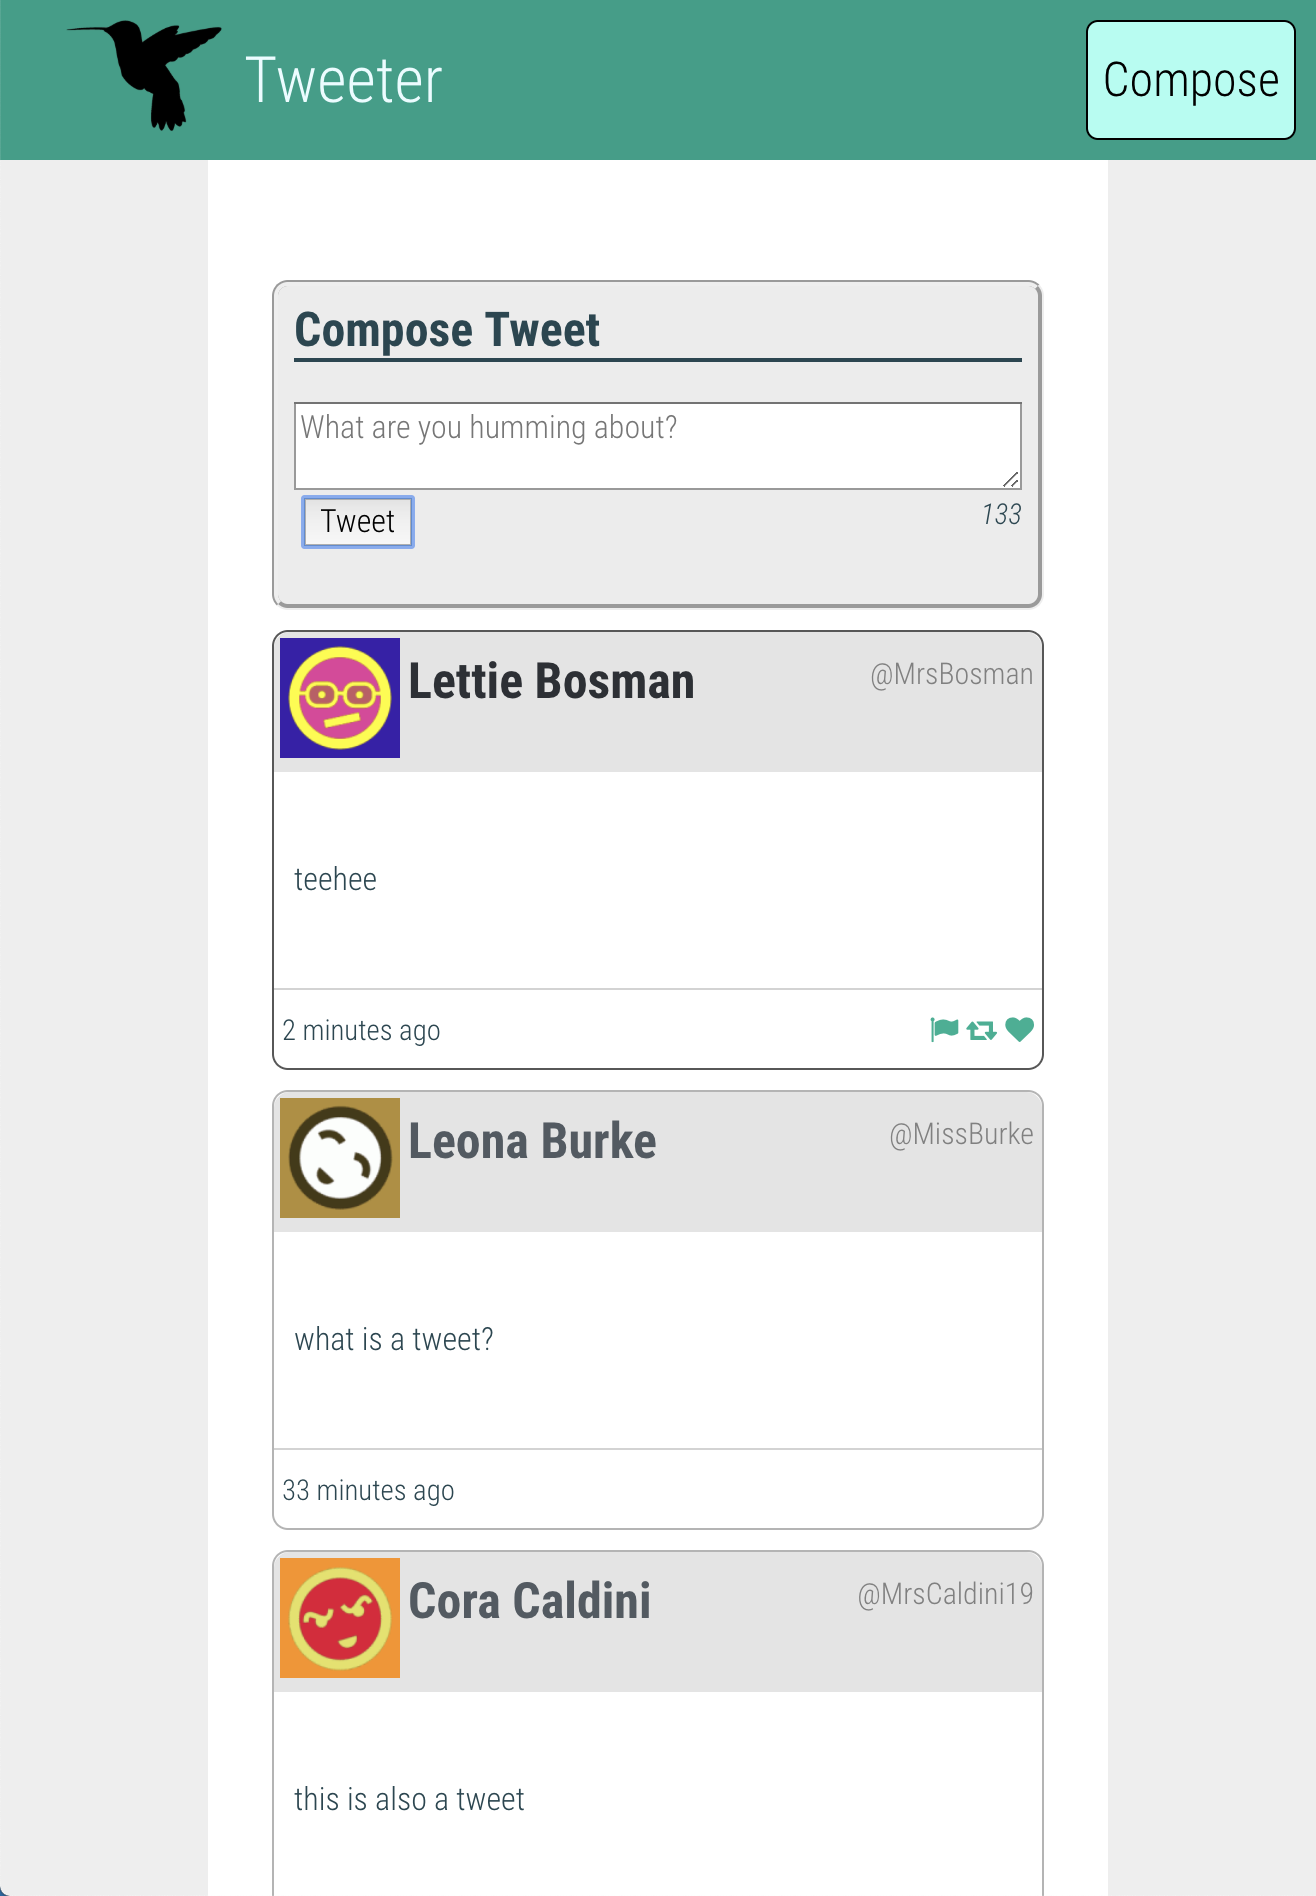 Tweeter
Compose
Compose Tweet
What are you humming about?
Tweet
133
Lettie Bosman
@MrsBosman
teehee
2 minutes ago
Leona Burke
@MissBurke
what is a tweet?
33 minutes ago
Cora Caldini
@MrsCaldini19
this is also a tweet